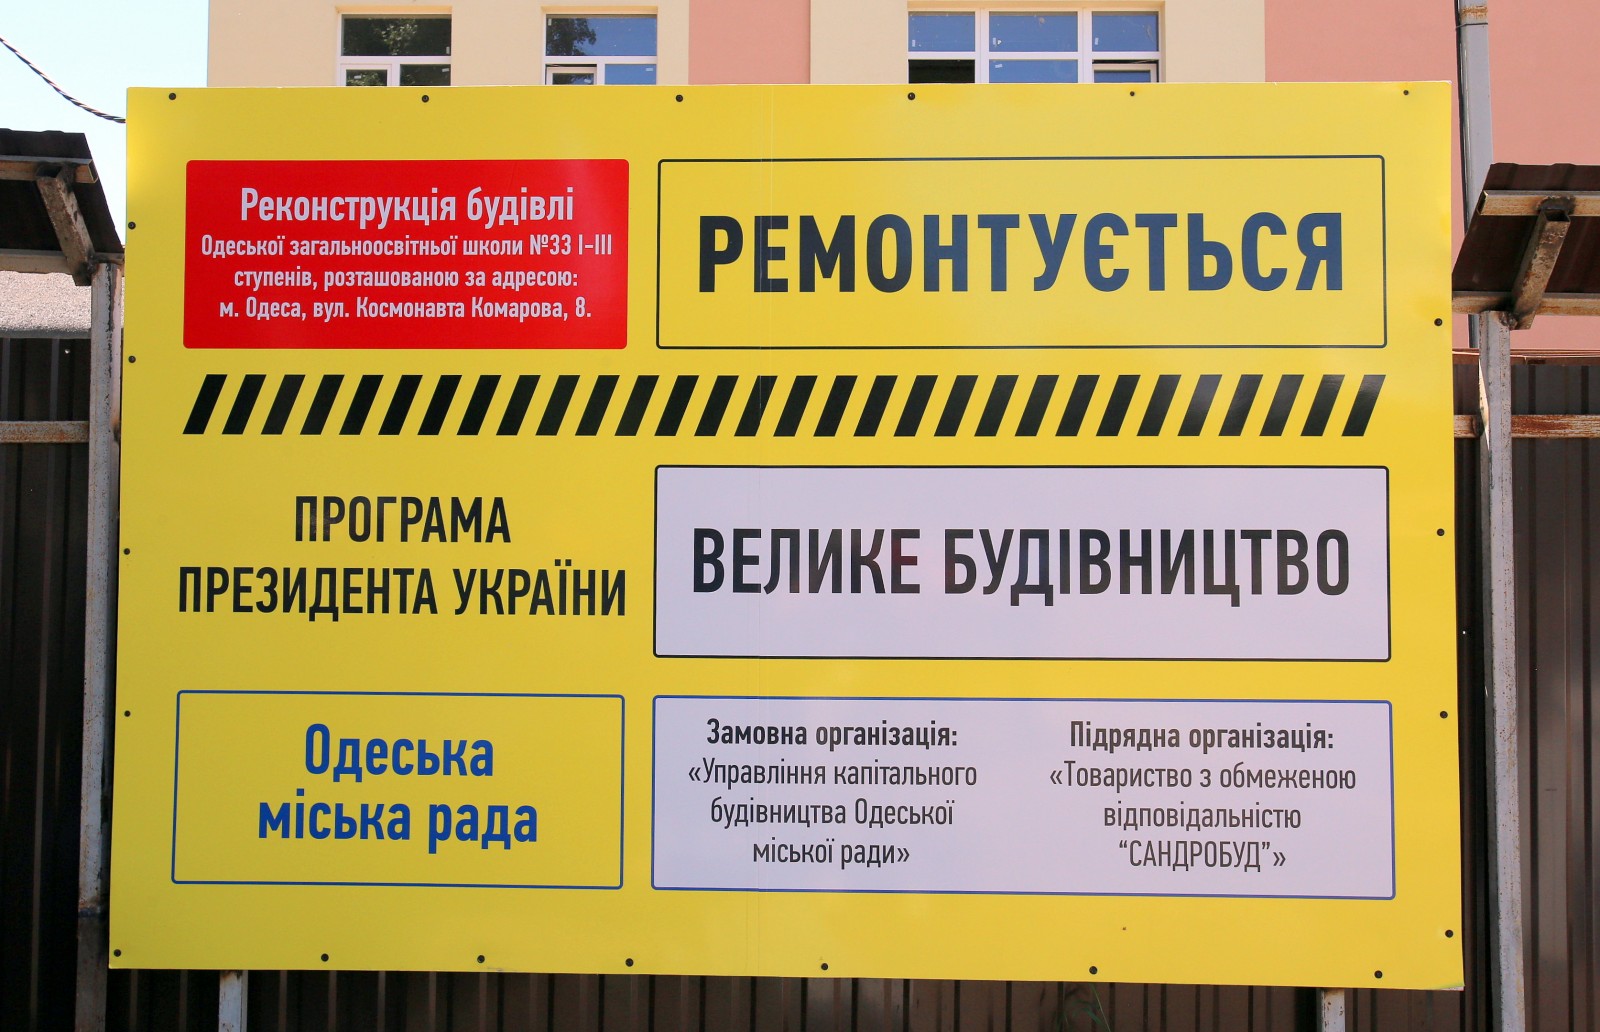 Реконструкція будівлі
Одеської загальноосвітньої школи №33 І-ІІІ
ступенів, розташованою за адресою:
м. Одеса, вул. Космонавта Комарова, 8.
РЕМОНТУЄТЬСЯ
ПРОГРАМА
ПРЕЗИДЕНТА УКРАЇНИ
ВЕЛИКЕ БУДІВНИЦТВО
Одеська
міська рада
Замовна організація:
«Управління капітального
будівництва Одеської
міської ради»
Підрядна організація:
«Товариство з обмеженою
відповідальністю
“САНДРОБУД”»